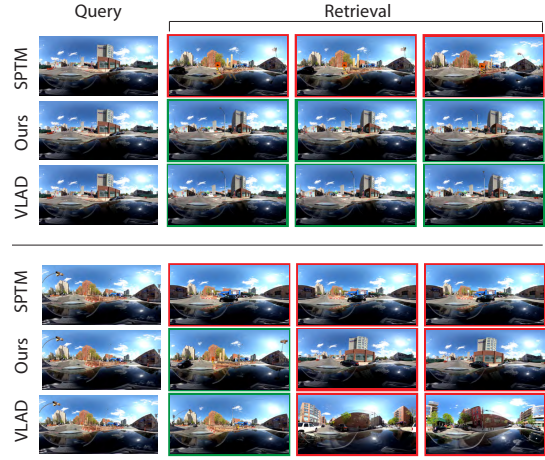 Query Retrieval
SPTM
Ours
VLAD
SPTM
Ours
VLAD